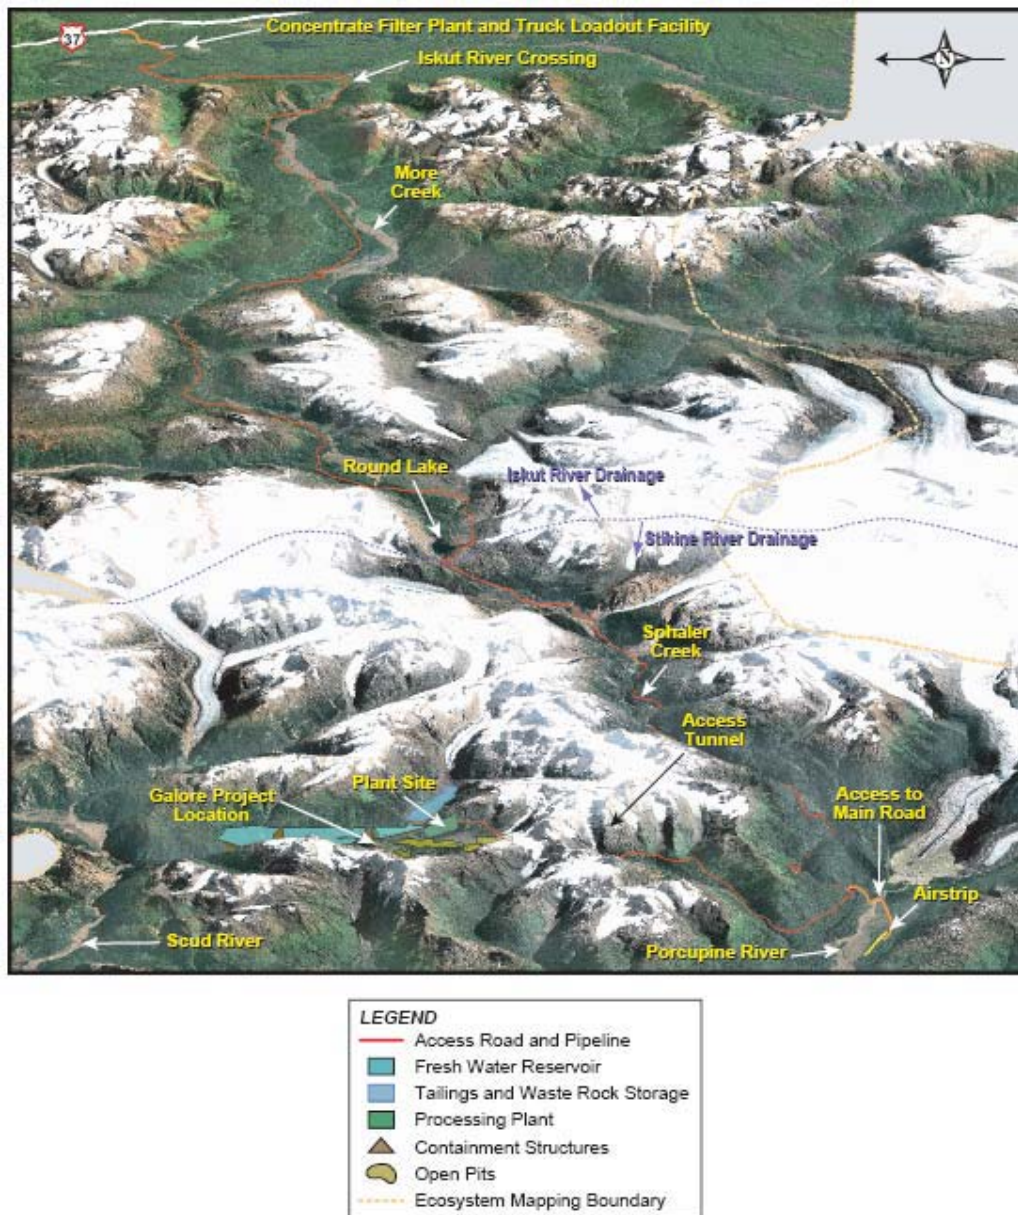 Concentrate Filter Plant and Truck Loadout Facility
37
Iskut River Crossing
N
More
Creek
Round Lake
Iskut River Drainage
Stikine River Drainage
Sphaler
Creek
Access
Tunnel
Plant Site
Galore Project
Location
Access to
Main Road
Airstrip
Scud River
Porcupine River
LEGEND
Access Road and Pipeline
Fresh Water Reservoir
Tailings and Waste Rock Storage
Processing Plant
Containment Structures
Open Pits
Ecosystem Mapping Boundary